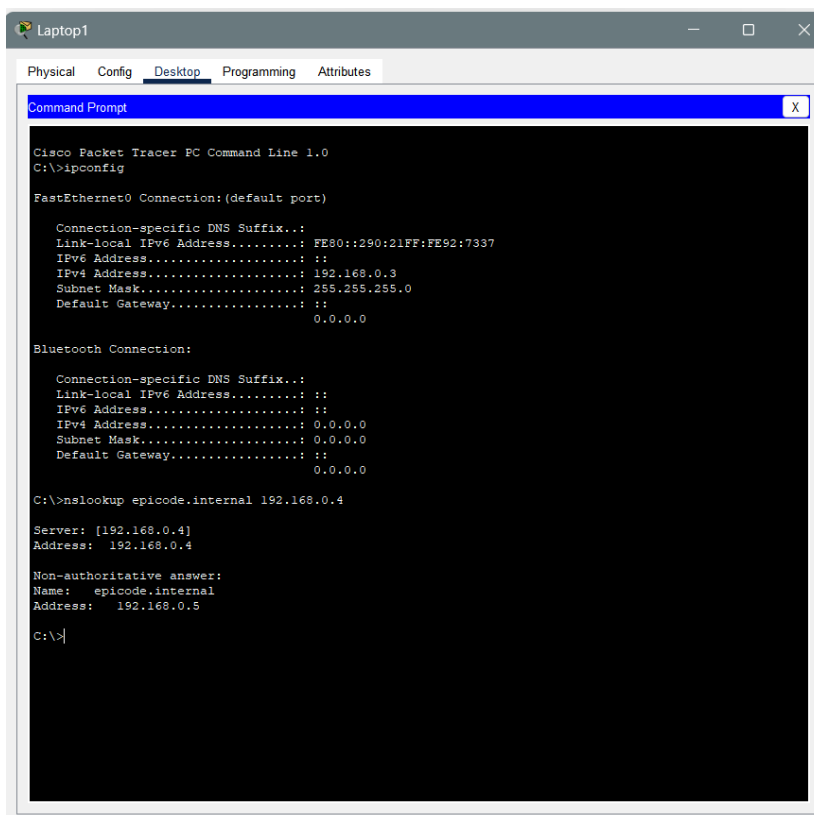 Laptop1
Physical Config Desktop Programming Attributes
Command Prompt
X
Cisco Packet Tracer PC Command Line 1.0
C:\>ipconfig
FastEthernet0 Connection:(default port)
Connection-specific DNS Suffix..:
Link-local IPv6 Address.........: FE80::290:21FF:FE92:7337
IPv6 Address....................: ::
IPv4 Address....................: 192.168.0.3
Subnet Mask.....................: 255.255.255.0
Default Gateway.................: ::
0.0.0.0
Bluetooth Connection:
Connection-specific DNS Suffix..:
Link-local IPv6 Address.........: ::
IPv6 Address....................: ::
IPv4 Address....................: 0.0.0.0
Subnet Mask.....................: 0.0.0.0
Default Gateway.................: ::
0.0.0.0
C:\>nslookup epicode.internal 192.168.0.4
Server: [192.168.0.4]
Address:  192.168.0.4
Non-authoritative answer:
Name:   epicode.internal
Address:   192.168.0.5
C:\>